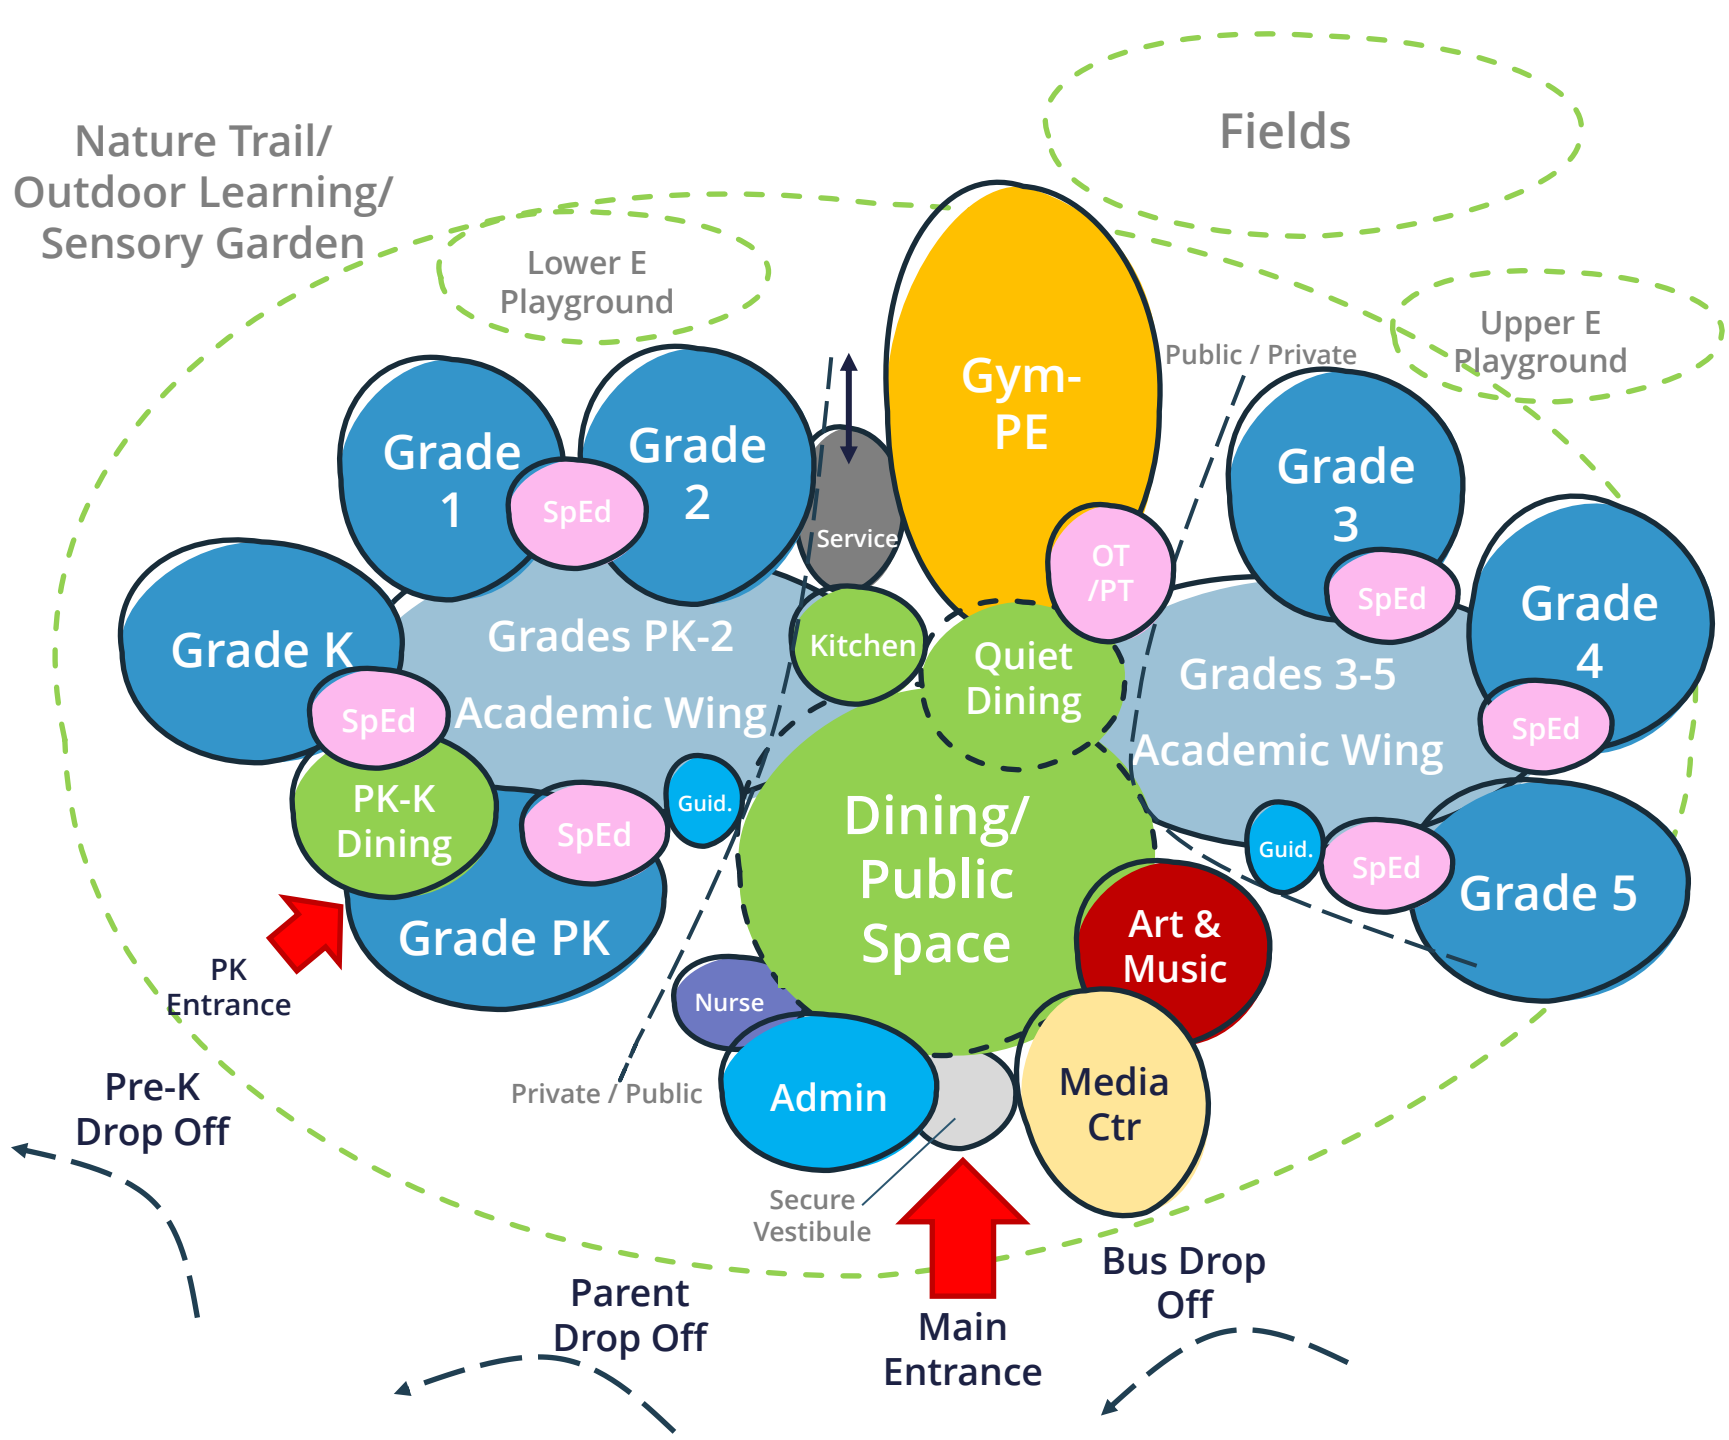 Fields
Nature Trail/
Outdoor Learning/
Sensory Garden
Lower E
Playground
Upper E
Playground
Public / Private
Gym-
PE
Grade
1
Grade
2
SpEd
Service
OT
/PT
Grade
3
SpEd
Grade
4
SpEd
Grade K
SpEd
Grades PK-2
Academic Wing
Kitchen
Quiet
Dining
Grades 3-5
Academic Wing
PK-K
Dining
SpEd
Guid.
Dining/
Public
Space
Guid.
SpEd
Grade 5
Grade PK
Art &
Music
PK
Entrance
Nurse
Admin
Media
Ctr
Private / Public
Pre-K
Drop Off
Secure
Vestibule
Parent
Drop Off
Main
Entrance
Bus Drop
Off